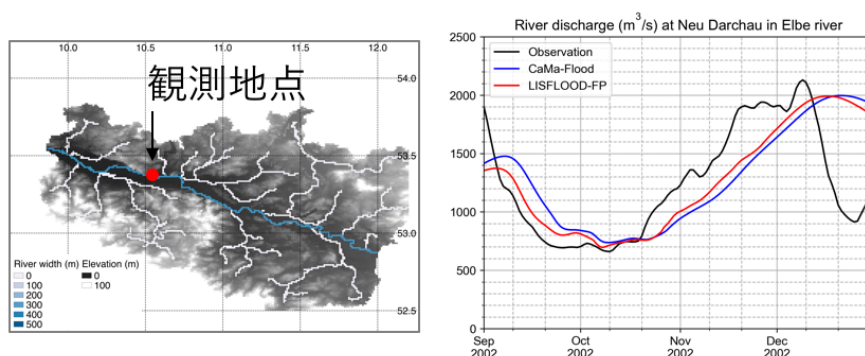 10.0 10.5 11.0 11.5 12.0
54.0
観測地点
53.5
53.0
52.5
River width (m) Elevation (m)
0 0
100 100
200
300
400
500
River discharge (m³/s) at Neu Darchau in Elbe river
2500
Observation
CaMa-Flood
LISFLOOD-FP
2000
1500
1000
500
0
Sep Oct Nov Dec
2002 2002 2002 2002